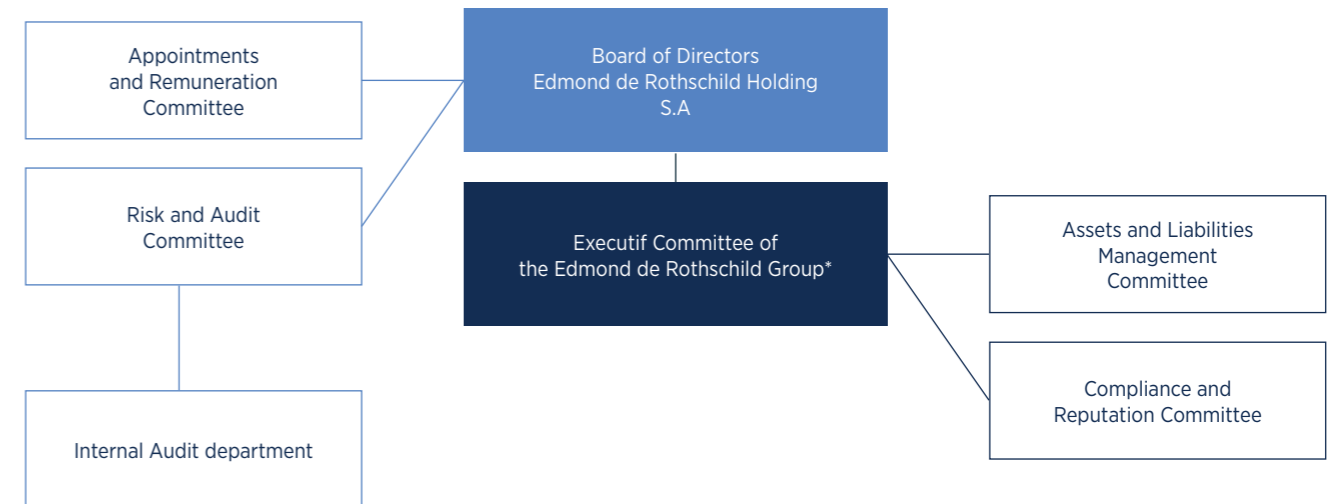 Appointments
and Remuneration
Committee
Board of Directors
Edmond de Rothschild Holding
S.A
Risk and Audit
Committee
Executif Committee of
the Edmond de Rothschild Group*
Assets and Liabilities
Management
Committee
Compliance and
Reputation Committee
Internal Audit department